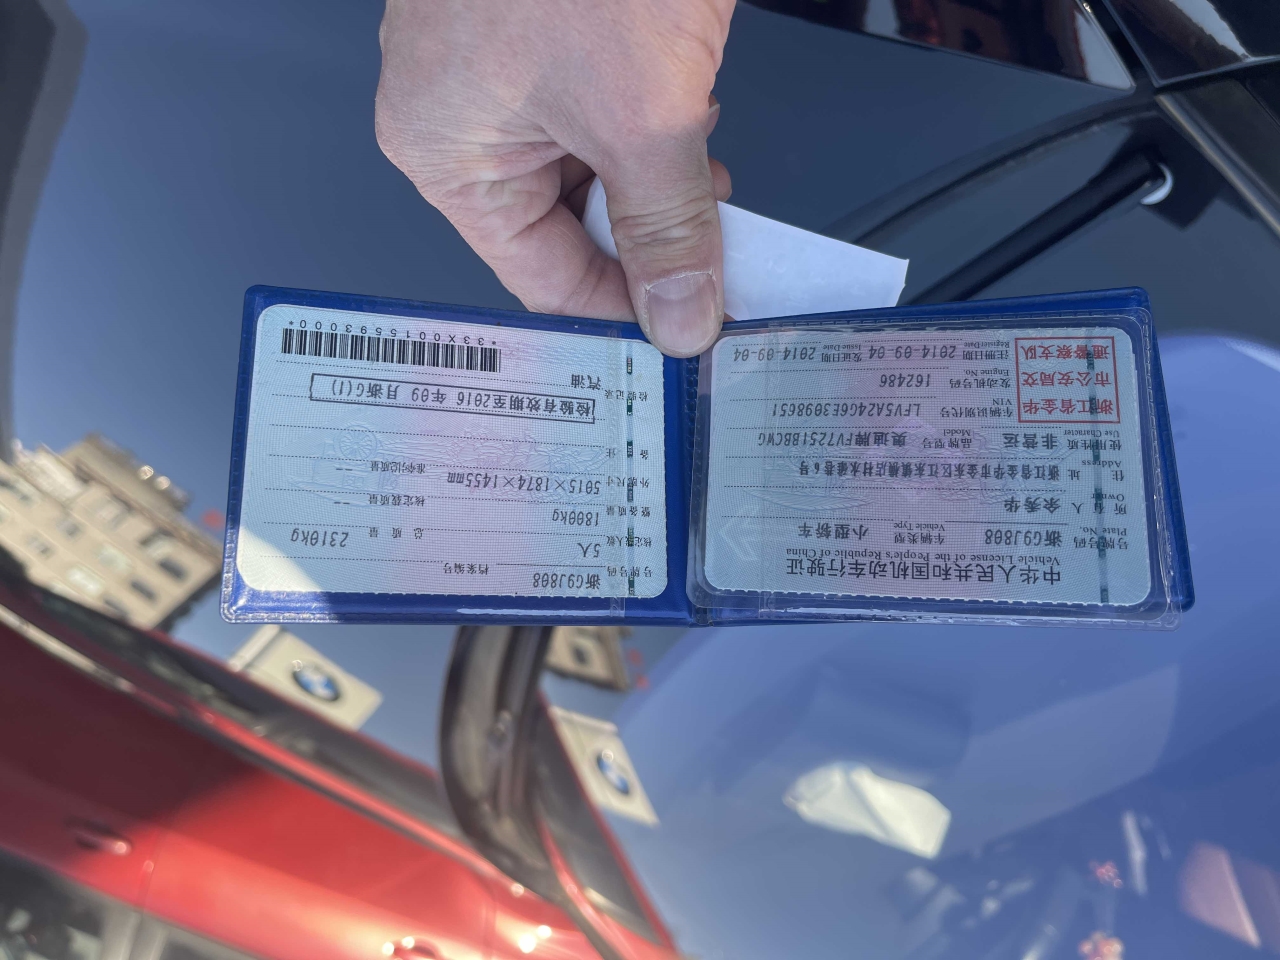 中华人民共和国机动车行驶证
Vehicle License of the People's Republic of China
号牌号码 浙G9J808 车辆类型 小型轿车
Plate No. Vehicle Type
所有人 余秀华
Owner
住 址 浙江省金华市金东区江东镇横店村水碓巷6号
Address
使用性质 非营运 品牌型号 奥迪牌FV7251BBCWG
Use Character Model
浙江省金华
市公安局交
通警察支队
车辆识别代号 LFV5A24G6E3098651
VIN
发动机号码 162486
Engine No.
注册日期 2014-09-04 发证日期 2014-09-04
Register Date Issue Date
号牌号码 浙G9J808 档案编号
核定人数 5人 总质量 2310kg
整备质量 1800kg 核定载质量 --
外廓尺寸 5015×1874×1455mm 准牵引总质量 --
备 注
检验记录
检验有效期至2016 年09 月浙G(1)
汽油
*33X0015593000*